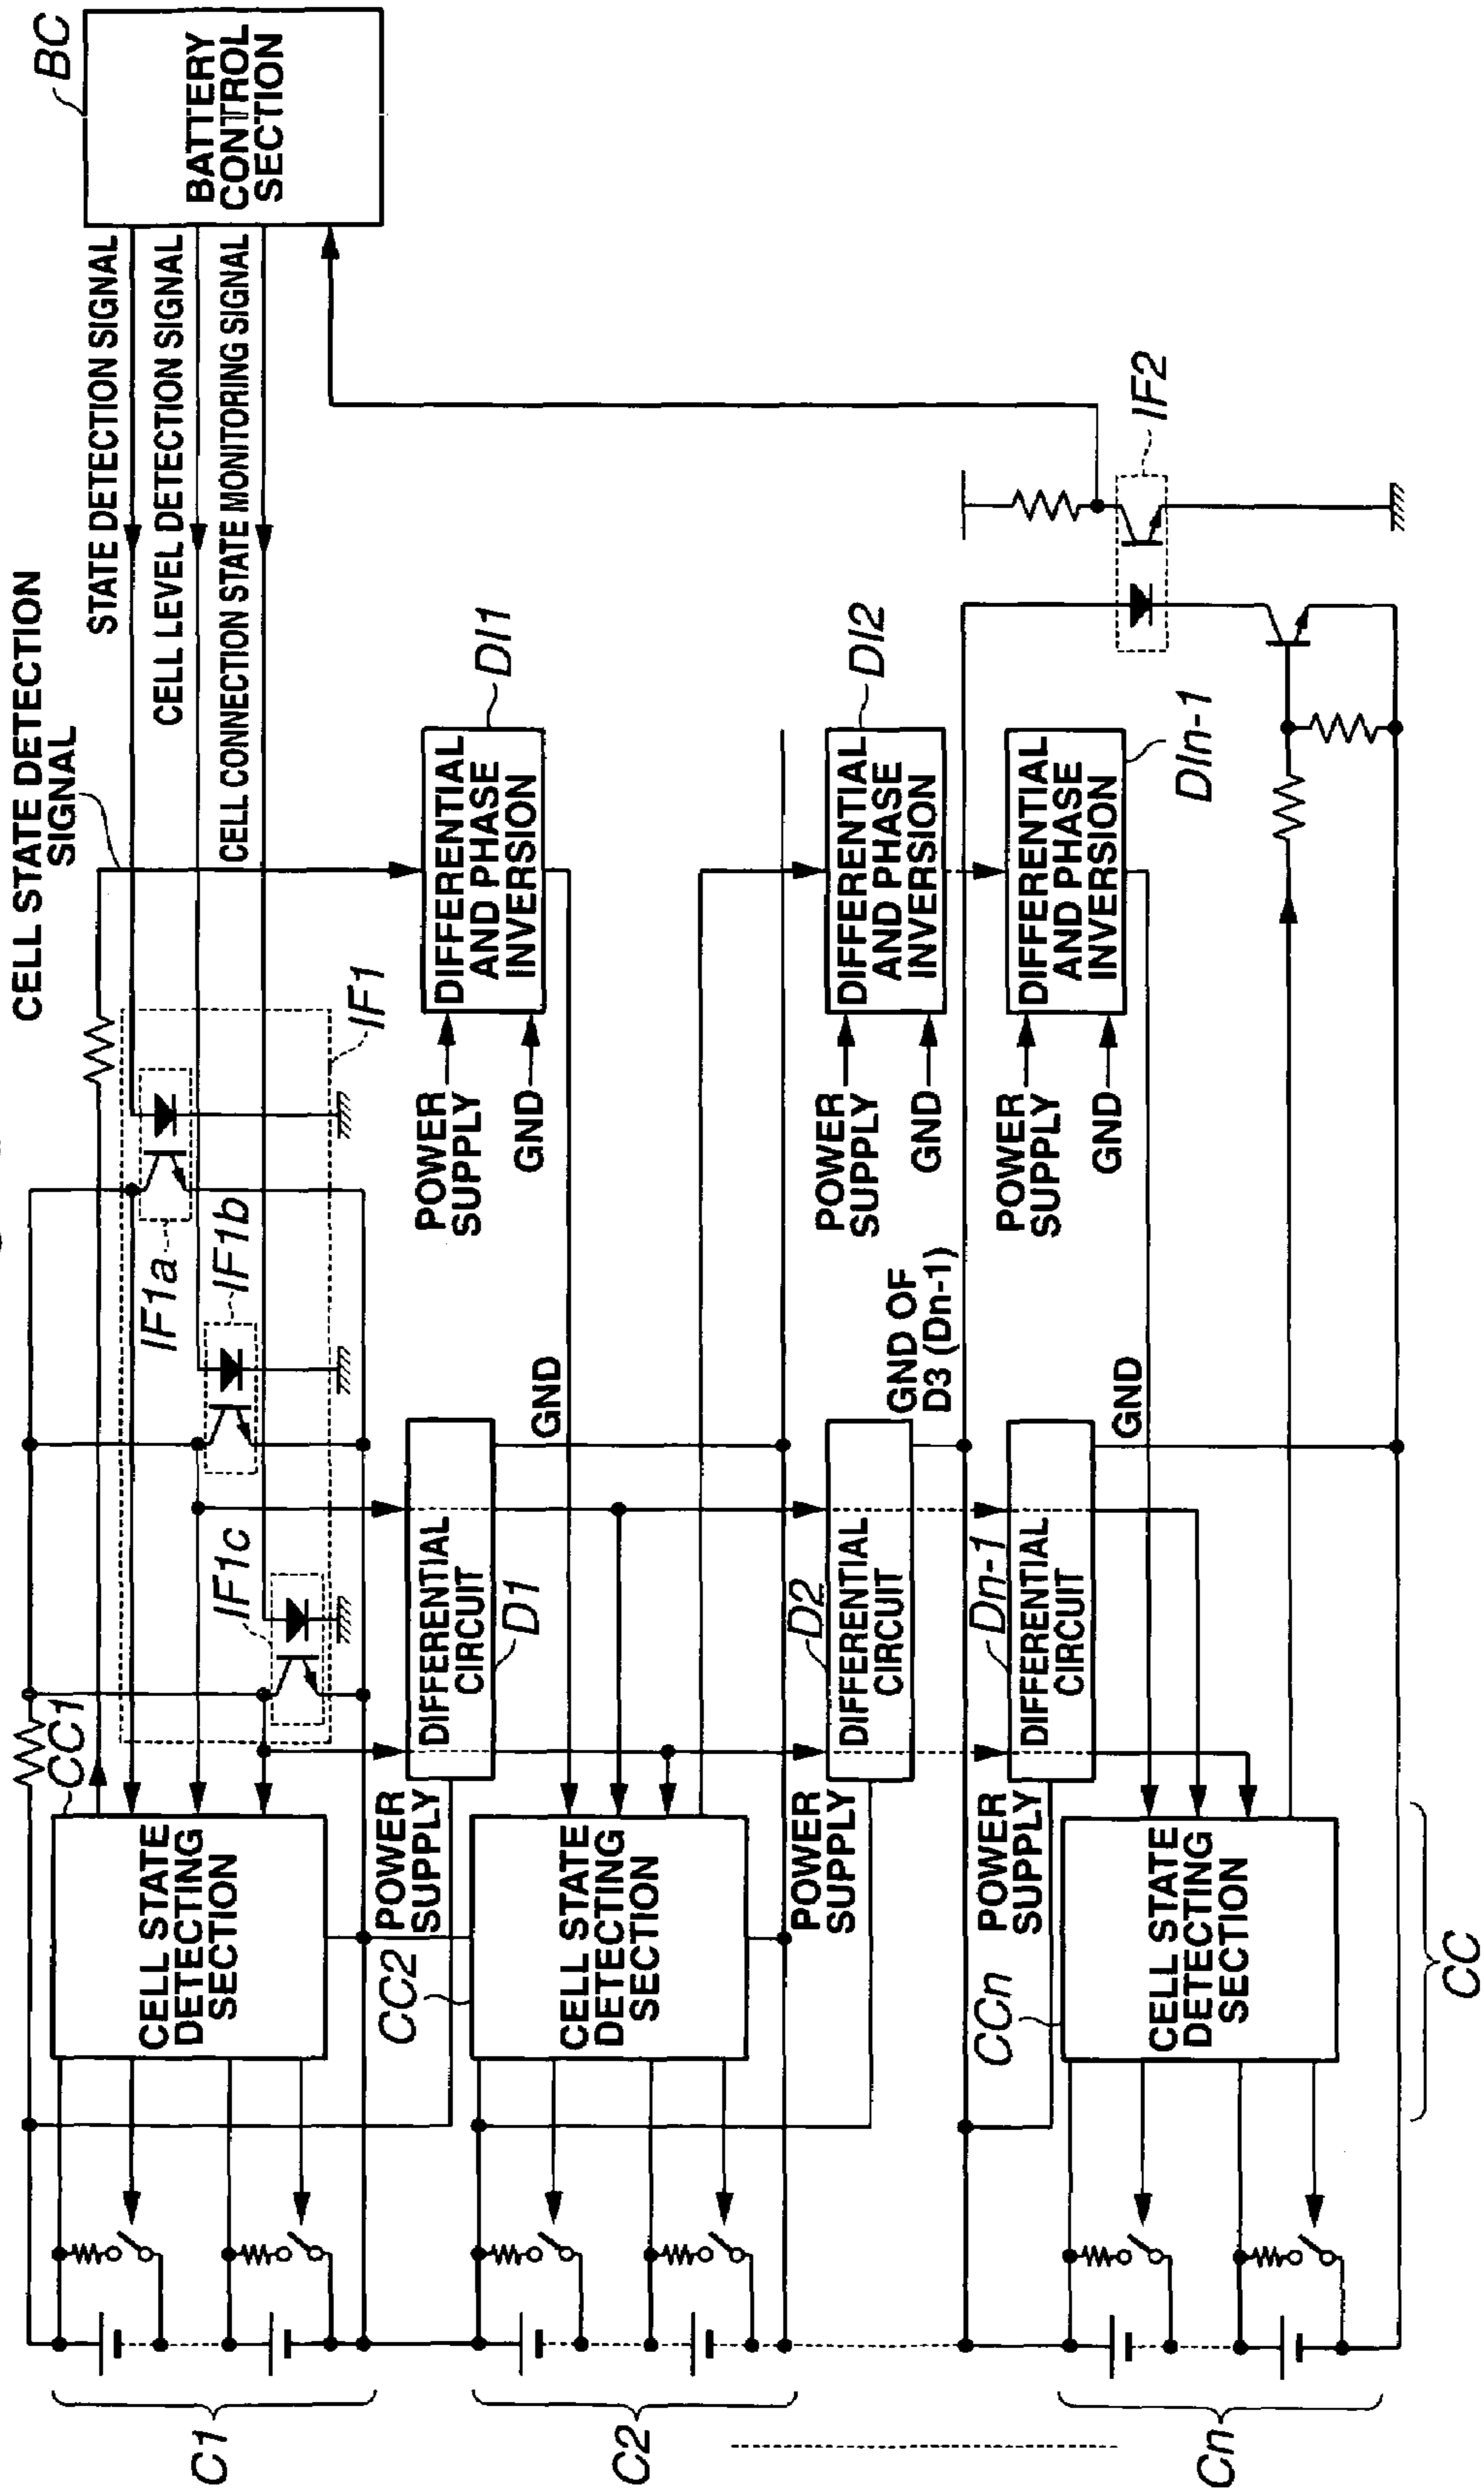 BC
BATTERY
CONTROL
SECTION
STATE DETECTION SIGNAL
CELL LEVEL DETECTION SIGNAL
CELL CONNECTION STATE MONITORING SIGNAL
CELL STATE DETECTION
SIGNAL
IF1
IF1a
IF1b
IF1c
CC1
CELL STATE
DETECTING
SECTION
C1
DI1
DIFFERENTIAL
AND PHASE
INVERSION
POWER
SUPPLY
GND
GND
DIFFERENTIAL
CIRCUIT
D1
POWER
SUPPLY
CC2
CELL STATE
DETECTING
SECTION
C2
DI2
DIFFERENTIAL
AND PHASE
INVERSION
POWER
SUPPLY
GND
GND OF
D3 (Dn-1)
D2
DIFFERENTIAL
CIRCUIT
POWER
SUPPLY
IF2
DIn-1
DIFFERENTIAL
AND PHASE
INVERSION
POWER
SUPPLY
GND
GND
Dn-1
DIFFERENTIAL
CIRCUIT
POWER
SUPPLY
CCn
CELL STATE
DETECTING
SECTION
Cn
CC